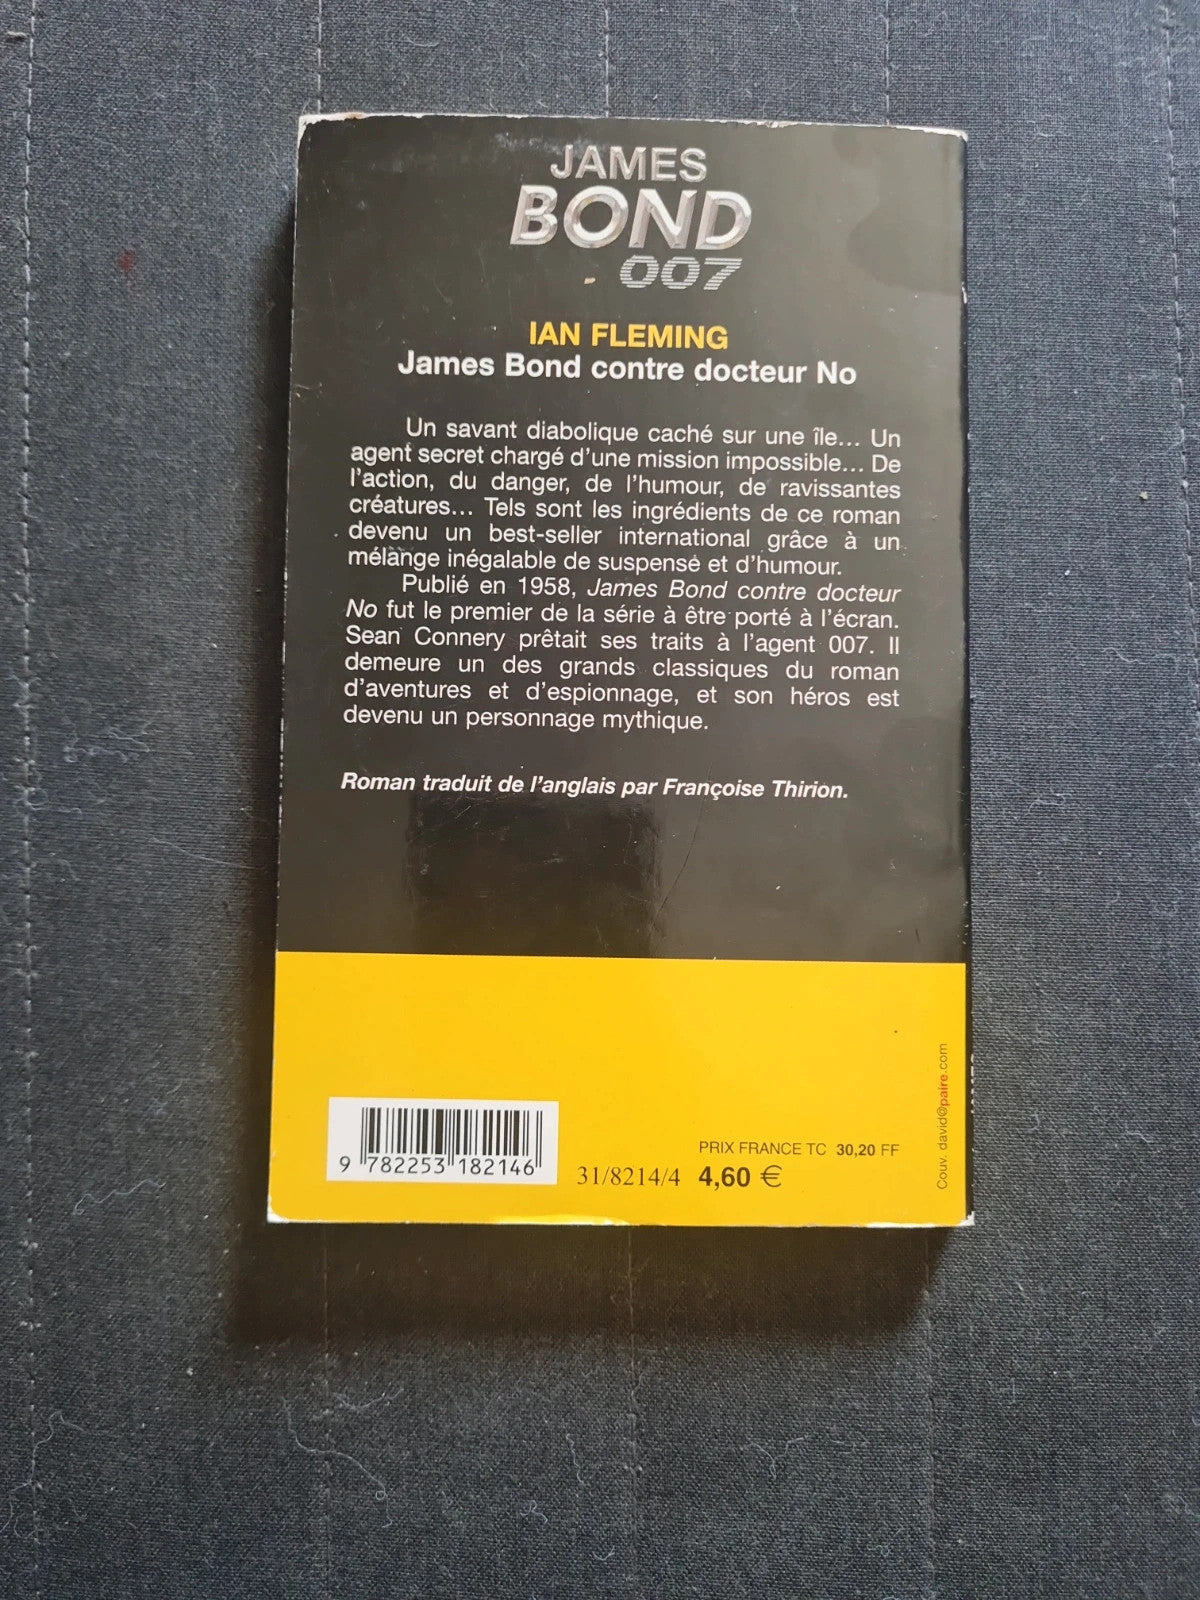 JAMES
BOND
007
IAN FLEMING
James Bond contre docteur No
Un savant diabolique caché sur une île... Un
agent secret chargé d'une mission impossible... De
l'action, du danger, de l'humour, de ravissantes
créatures... Tels sont les ingrédients de ce roman
devenu un best-seller international grâce à un
mélange inégalable de suspense et d'humour.
Publié en 1958, James Bond contre docteur
No fut le premier de la série à être porté à l'écran.
Sean Connery prêtait ses traits à l'agent 007. Il
demeure un des grands classiques du roman
d'aventures et d'espionnage, et son héros est
devenu un personnage mythique.
Roman traduit de l'anglais par Françoise Thirion.
Couv. david@paire.com
PRIX FRANCE TC 30,20 FF
31/8214/4 4,60 €
9 782253 182146